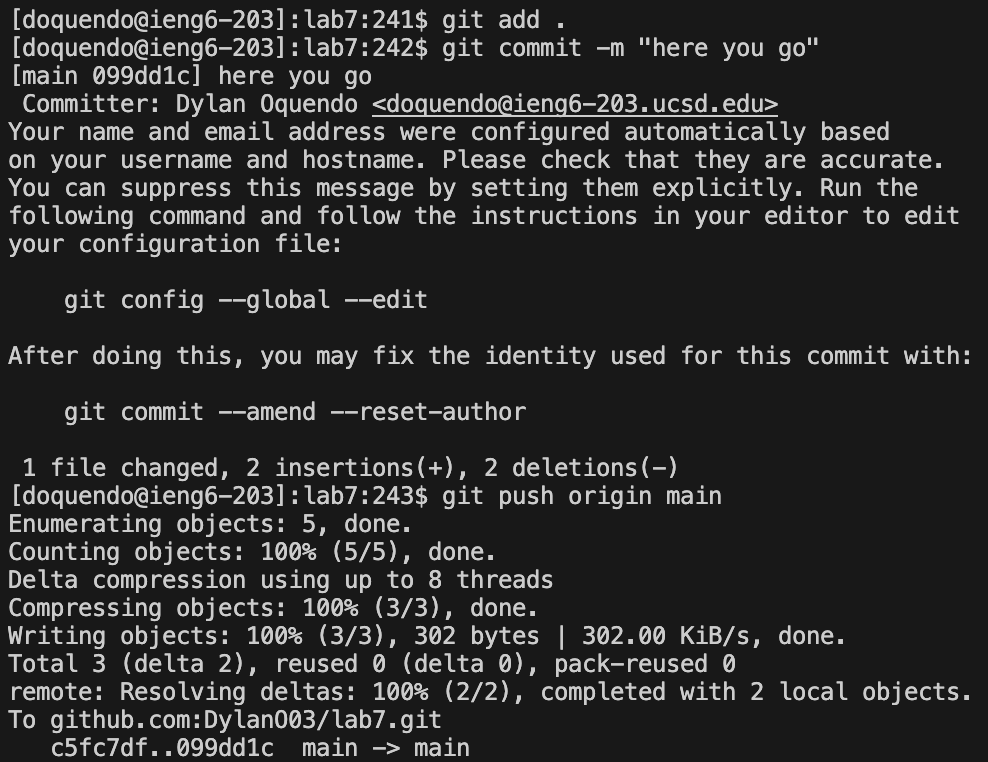 [doquendo@ieng6-203]:lab7:241$ git add .
[doquendo@ieng6-203]:lab7:242$ git commit -m "here you go"
[main 099dd1c] here you go
 Committer: Dylan Oquendo <doquendo@ieng6-203.ucsd.edu>
Your name and email address were configured automatically based
on your username and hostname. Please check that they are accurate.
You can suppress this message by setting them explicitly. Run the
following command and follow the instructions in your editor to edit
your configuration file:

    git config --global --edit

After doing this, you may fix the identity used for this commit with:

    git commit --amend --reset-author

 1 file changed, 2 insertions(+), 2 deletions(-)
[doquendo@ieng6-203]:lab7:243$ git push origin main
Enumerating objects: 5, done.
Counting objects: 100% (5/5), done.
Delta compression using up to 8 threads
Compressing objects: 100% (3/3), done.
Writing objects: 100% (3/3), 302 bytes | 302.00 KiB/s, done.
Total 3 (delta 2), reused 0 (delta 0), pack-reused 0
remote: Resolving deltas: 100% (2/2), completed with 2 local objects.
To github.com:DylanO03/lab7.git
   c5fc7df..099dd1c  main -> main